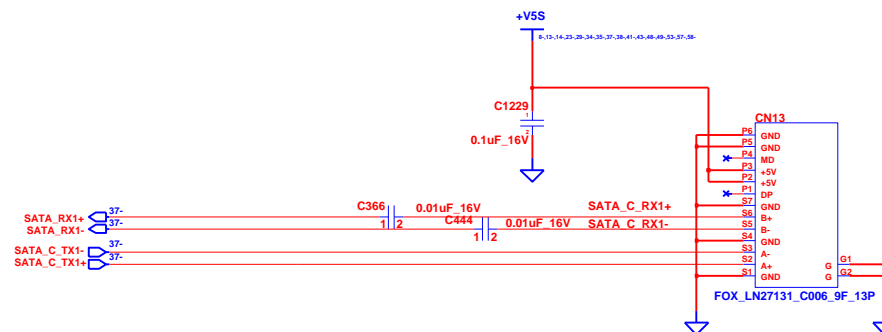 +V5S
8-,13-,14-,23-,29-,34-,35-,37-,38-,41-,43-,48-,49-,53-,57-,58-
C1229
1
2
0.1uF_16V
CN13
P6 GND
P5 GND
P4 MD
P3 +5V
P2 +5V
P1 DP
S7 GND
S6 B+
S5 B-
S4 GND
S3 A-
S2 A+
S1 GND
G G1
G G2
FOX_LN27131_C006_9F_13P
SATA_RX1+ 37-
SATA_RX1- 37-
SATA_C_TX1- 37-
SATA_C_TX1+ 37-
C366 0.01uF_16V
1 2
C444 0.01uF_16V
1 2
SATA_C_RX1+
SATA_C_RX1-